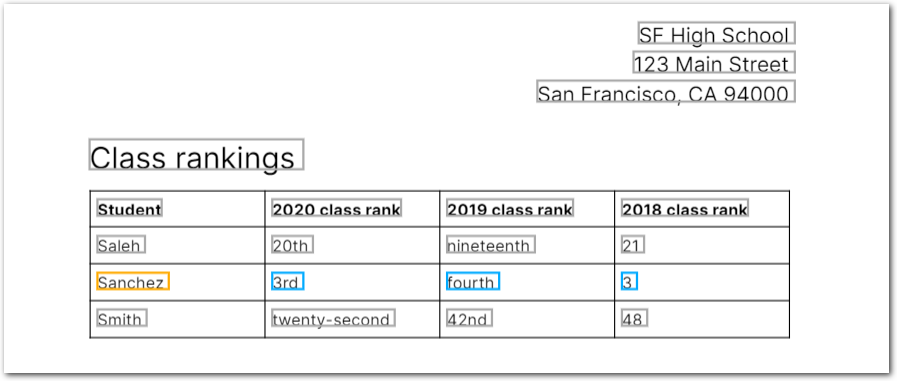 SF High School
123 Main Street
San Francisco, CA 94000
Class rankings
Student 2020 class rank 2019 class rank 2018 class rank
Saleh 20th nineteenth 21
Sanchez 3rd fourth 3
Smith twenty-second 42nd 48